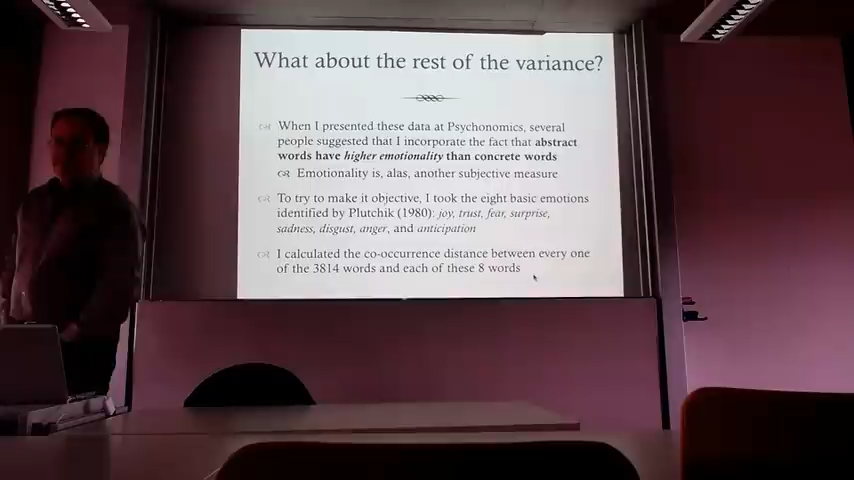 What about the rest of the variance?
When I presented these data at Psychonomics, several
people suggested that I incorporate the fact that abstract
words have higher emotionality than concrete words
Emotionality is, alas, another subjective measure
To try to make it objective, I took the eight basic emotions
identified by Plutchik (1980): joy, trust, fear, surprise,
sadness, disgust, anger, and anticipation
I calculated the co-occurrence distance between every one
of the 3814 words and each of these 8 words